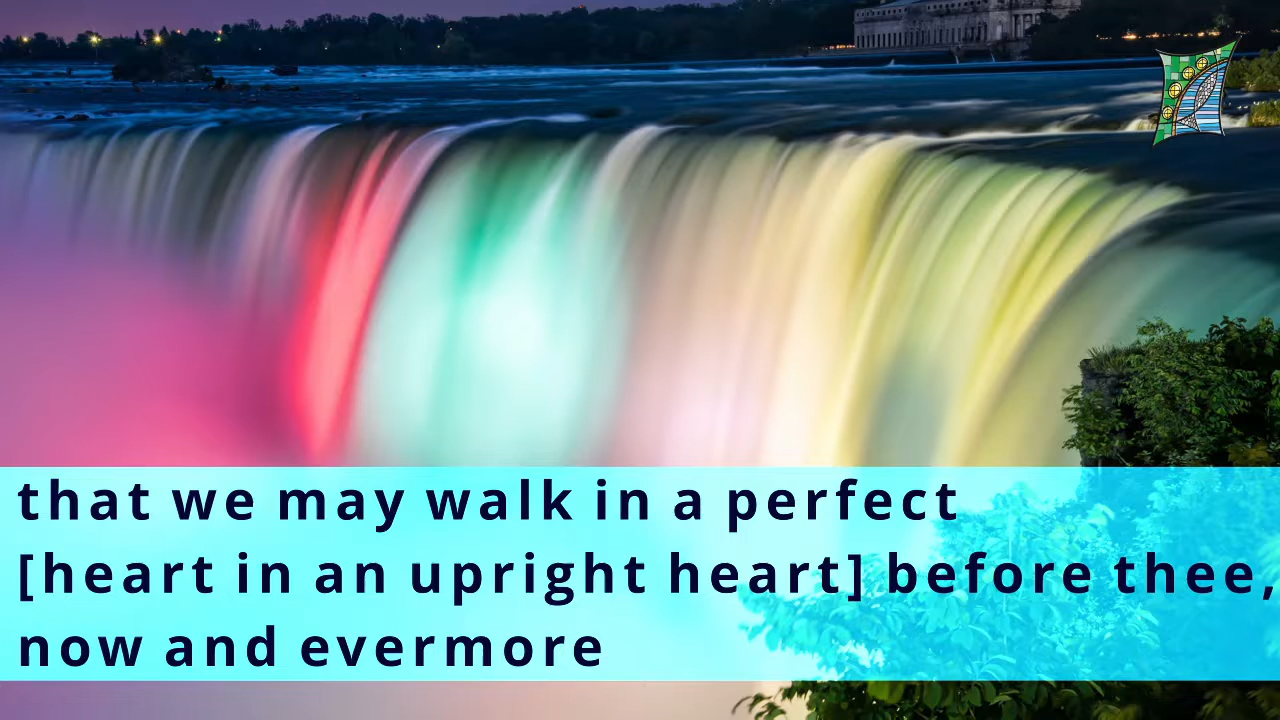 that we may walk in a perfect
[heart in an upright heart] before thee,
now and evermore